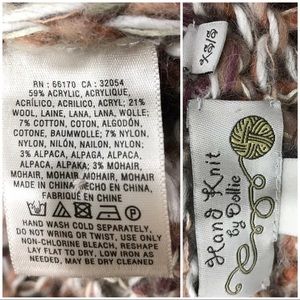 RN : 66170 CA : 32054
59% ACRYLIC, ACRYLIQUE,
ACRÍLICO, ACRILICO, ACRYL; 21%
WOOL, LAINE, LANA, LANA, WOLLE;
7% COTTON, COTON, ALGODÓN,
COTONE, BAUMWOLLE; 7% NYLON,
NYLON, NILÓN, NAILON, NYLON;
3% ALPACA, ALPAGA, ALPACA,
ALPACA, ALPAKA; 3% MOHAIR,
MOHAIR, MOHAIR, MOHAIR, MOHAIR
MADE IN CHINA HECHO EN CHINA,
FABRIQUÉ EN CHINE
HAND WASH COLD SEPARATELY,
DO NOT WRING OR TWIST, USE ONLY
NON-CHLORINE BLEACH, RESHAPE
LAY FLAT TO DRY, LOW IRON AS
NEEDED, MAY BE DRY CLEANED
Hand Knit
by Dollie